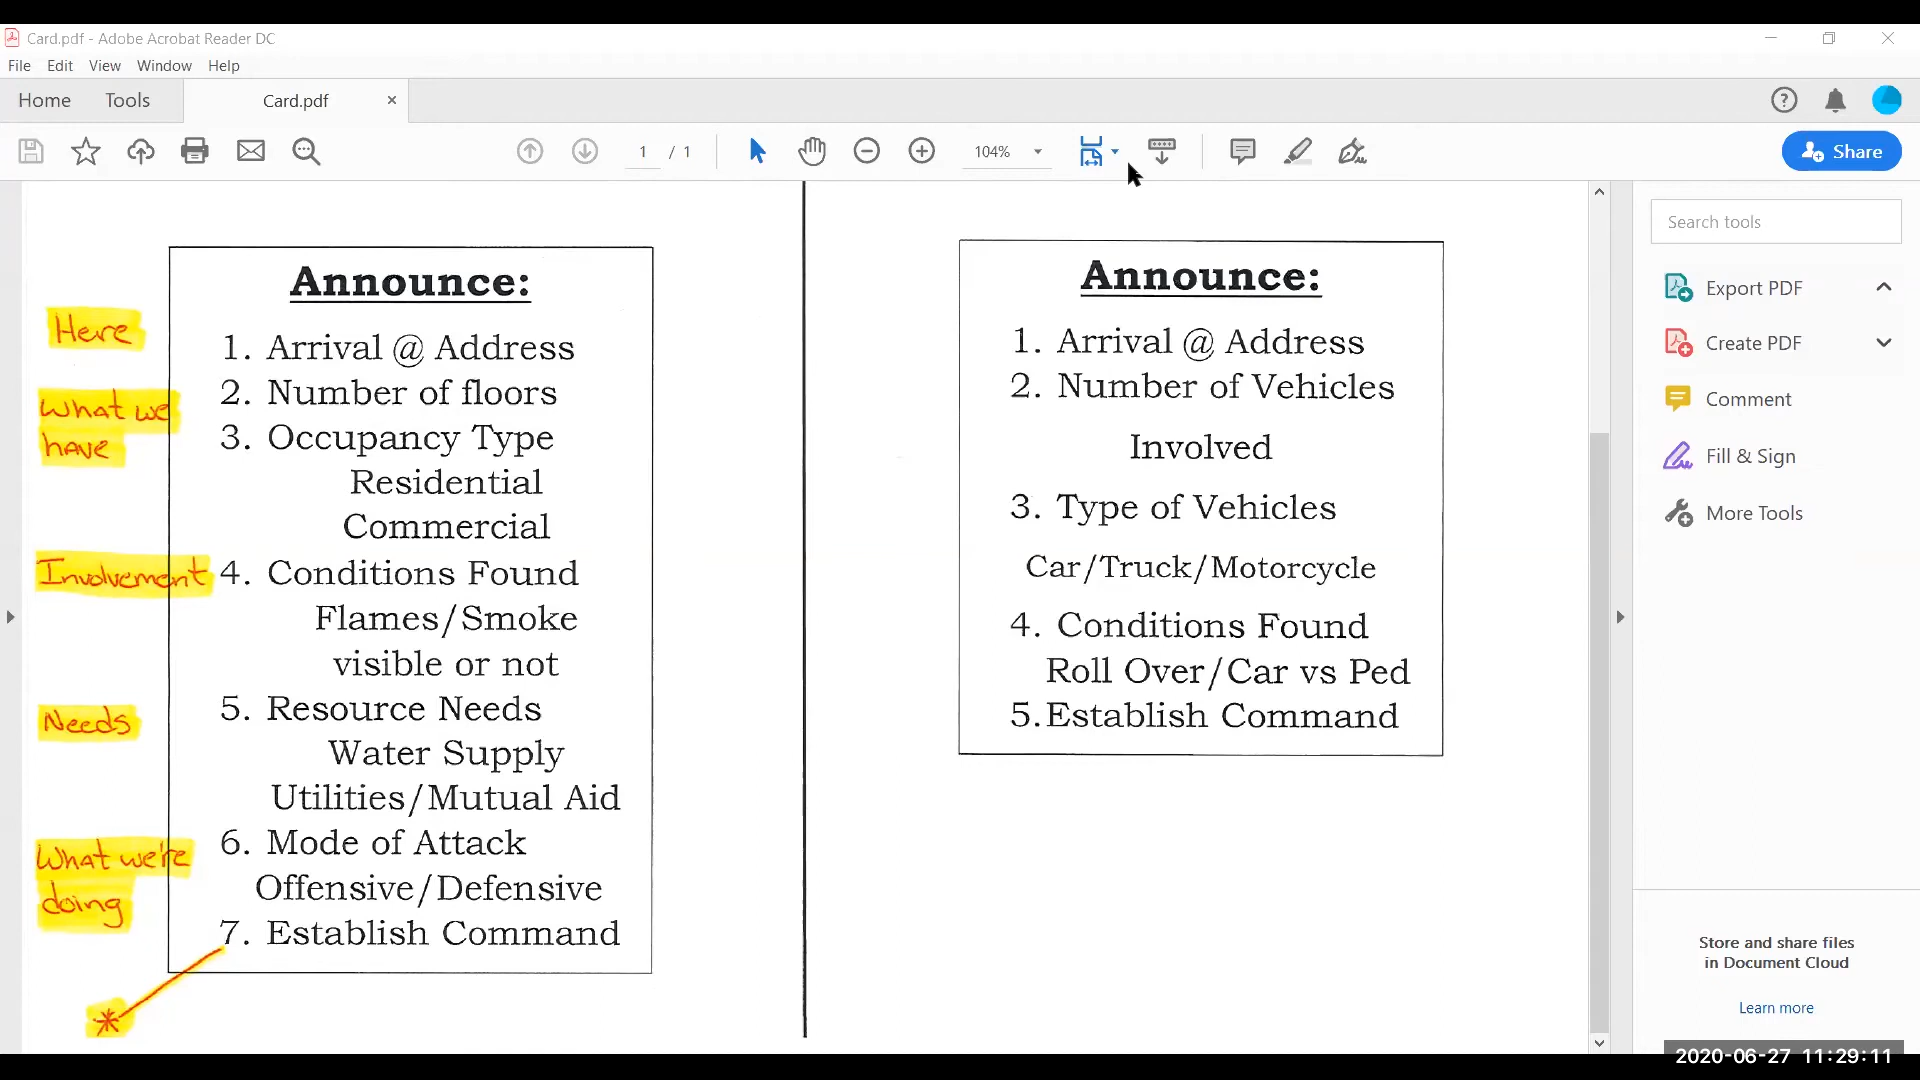 Card.pdf - Adobe Acrobat Reader DC
File Edit View Window Help
Home Tools Card.pdf
1 / 1 104% Share
Announce:
Here
1. Arrival @ Address
What we
have
2. Number of floors
3. Occupancy Type
Residential
Commercial
Involvement
4. Conditions Found
Flames/Smoke
visible or not
Needs
5. Resource Needs
Water Supply
Utilities/Mutual Aid
What we're
doing
6. Mode of Attack
Offensive/Defensive
7. Establish Command
*
Announce:
1. Arrival @ Address
2. Number of Vehicles
Involved
3. Type of Vehicles
Car/Truck/Motorcycle
4. Conditions Found
Roll Over/Car vs Ped
5. Establish Command
Search tools
Export PDF
Create PDF
Comment
Fill & Sign
More Tools
Store and share files
in Document Cloud
Learn more
2020-06-27 11:29:11